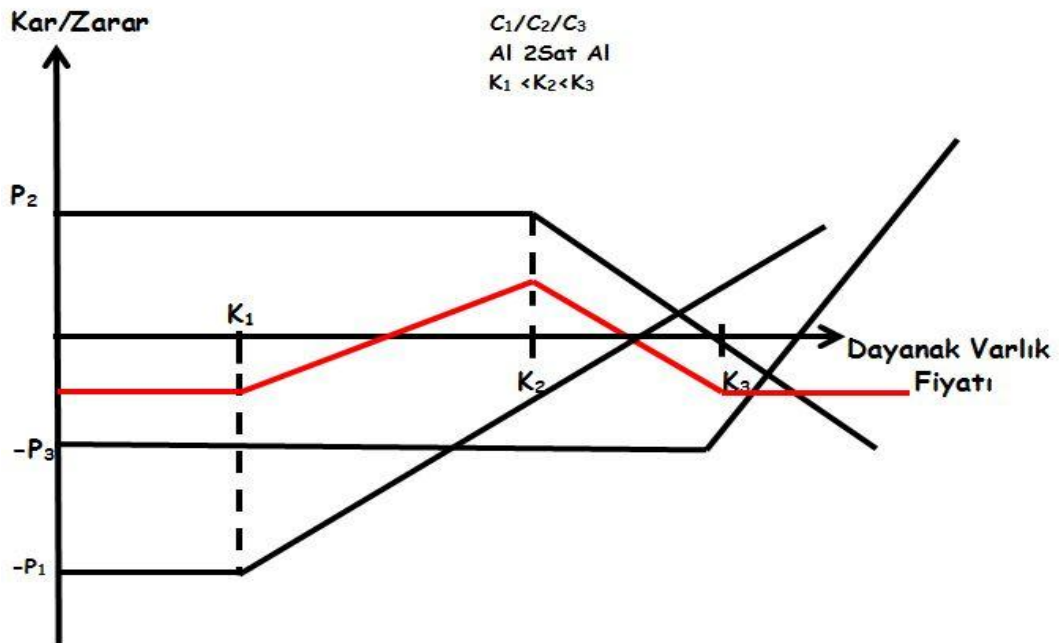 Kar/Zarar
C₁/C₂/C₃
Al 2Sat Al
K₁ <K₂<K₃
P₂
K₁
K₂
K₃
Dayanak Varlık
Fiyatı
-P₃
-P₁